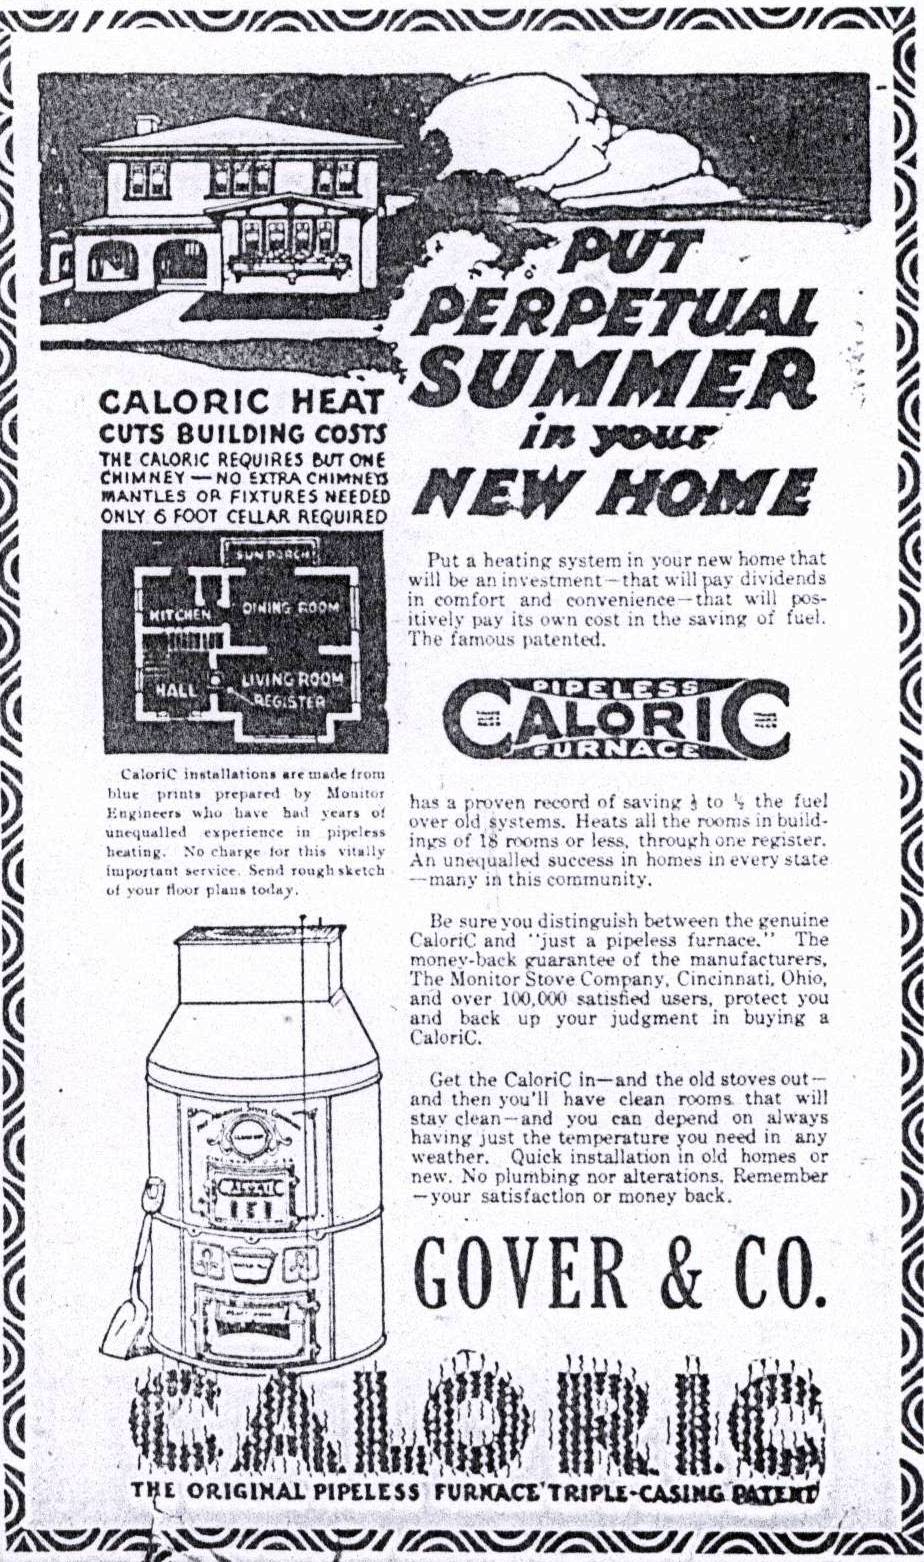 PUT
PERPETUAL
SUMMER
in your
NEW HOME
CALORIC HEAT
CUTS BUILDING COSTS
THE CALORIC REQUIRES BUT ONE
CHIMNEY — NO EXTRA CHIMNEYS
MANTLES OR FIXTURES NEEDED
ONLY 6 FOOT CELLAR REQUIRED
SUN PORCH
KITCHEN
DINING ROOM
HALL
LIVING ROOM
REGISTER
CaloriC installations are made from
blue prints prepared by Monitor
Engineers who have had years of
unequalled experience in pipeless
heating. No charge for this vitally
important service. Send rough sketch
of your floor plans today.
Put a heating system in your new home that
will be an investment—that will pay dividends
in comfort and convenience—that will pos-
itively pay its own cost in the saving of fuel.
The famous patented.
PIPELESS
CALORIC
FURNACE
has a proven record of saving ⅓ to ½ the fuel
over old systems. Heats all the rooms in build-
ings of 18 rooms or less, through one register.
An unequalled success in homes in every state
—many in this community.
Be sure you distinguish between the genuine
CaloriC and "just a pipeless furnace." The
money-back guarantee of the manufacturers,
The Monitor Stove Company, Cincinnati, Ohio,
and over 100,000 satisfied users, protect you
and back up your judgment in buying a
CaloriC.
Get the CaloriC in—and the old stoves out—
and then you'll have clean rooms that will
stay clean—and you can depend on always
having just the temperature you need in any
weather. Quick installation in old homes or
new. No plumbing nor alterations. Remember
—your satisfaction or money back.
CALORIC
GOVER & CO.
CALORIC
THE ORIGINAL PIPELESS FURNACE TRIPLE-CASING PATENT